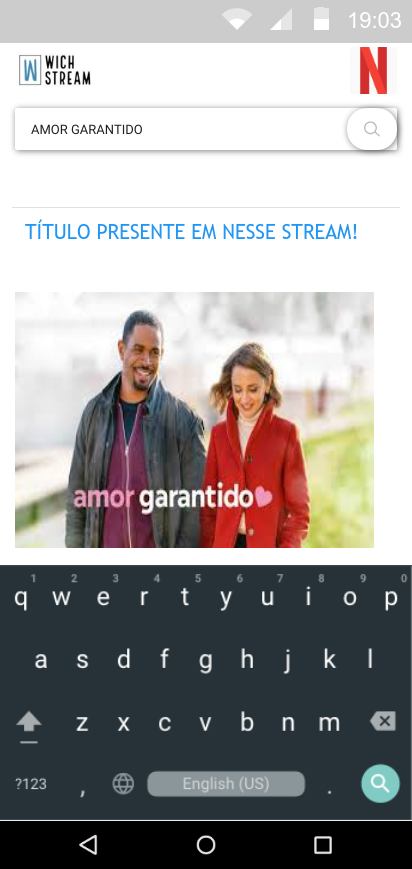 19:03
WICH
STREAM
N
AMOR GARANTIDO
TÍTULO PRESENTE EM NESSE STREAM!
amor garantido
1 2 3 4 5 6 7 8 9 0
q w e r t y u i o p
a s d f g h j k l
z x c v b n m
?123 , English (US) .